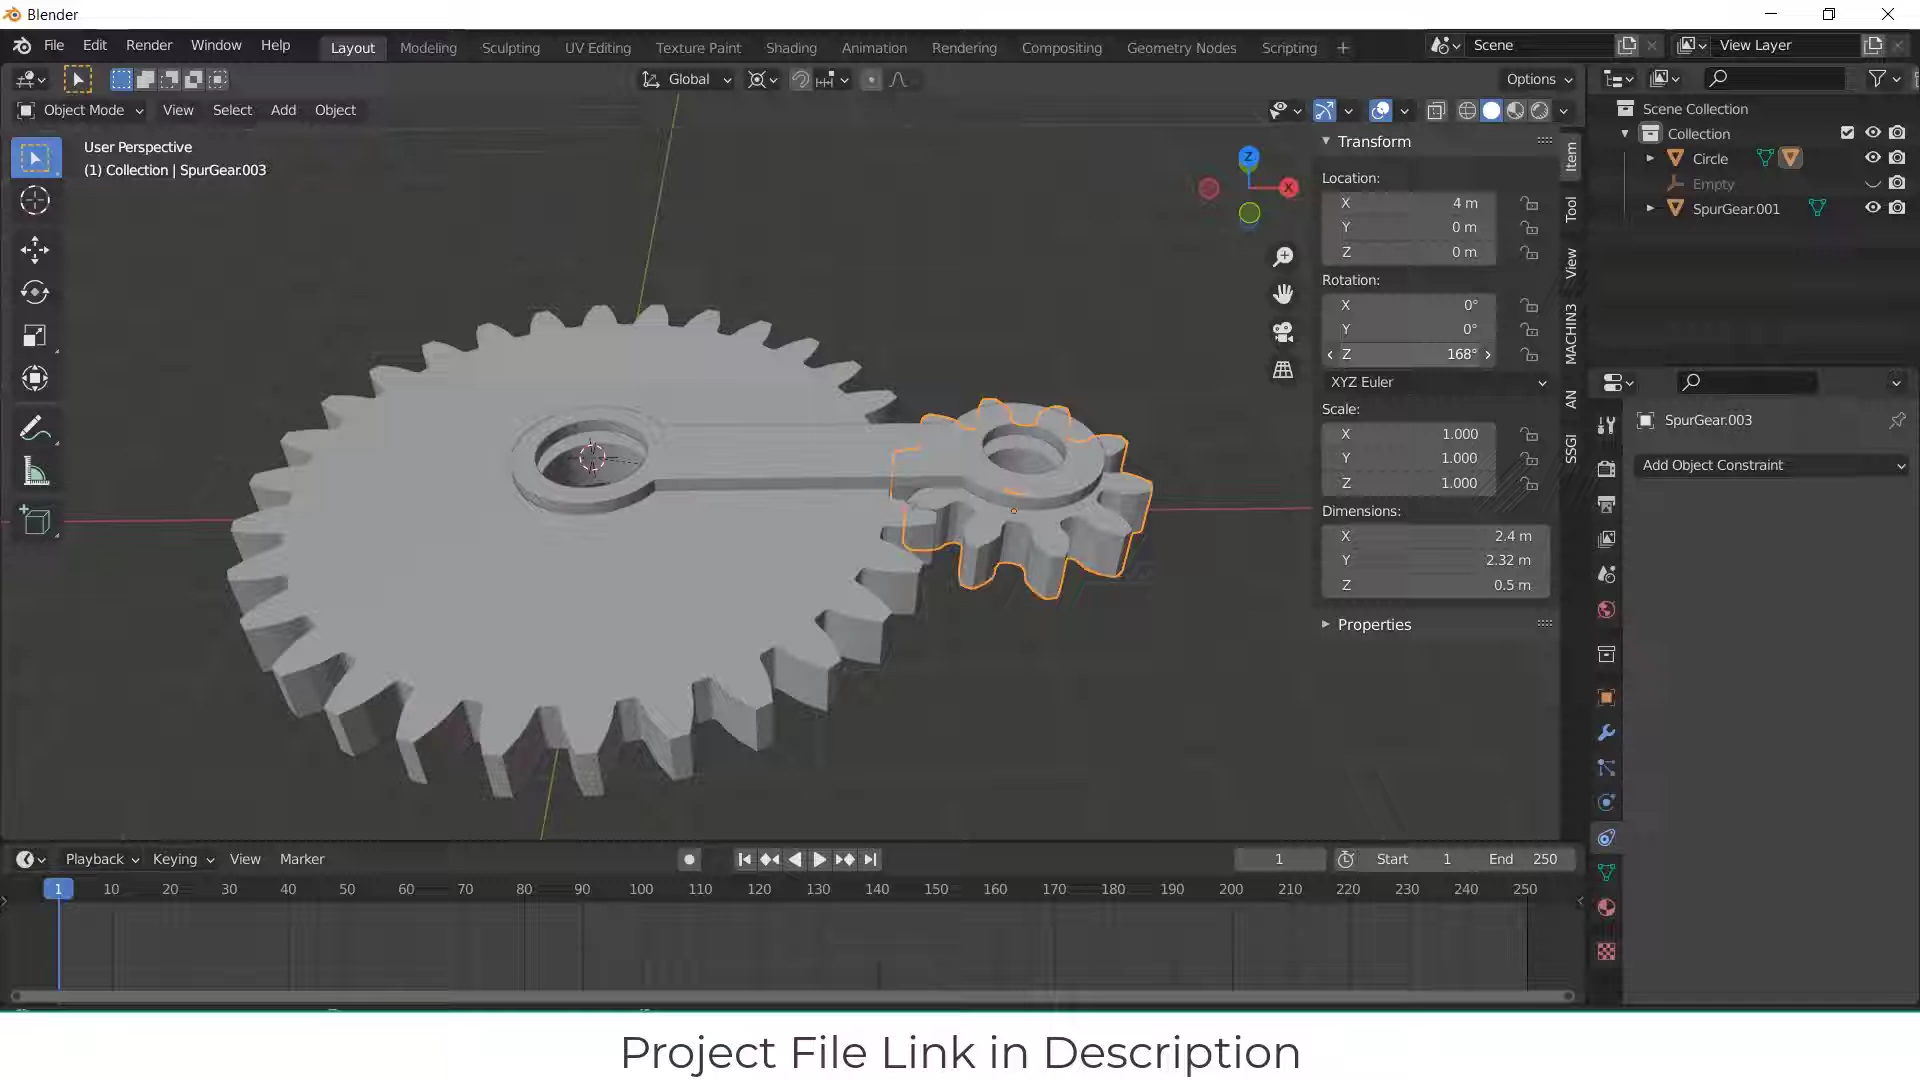 Blender
File Edit Render Window Help Layout Modeling Sculpting UV Editing Texture Paint Shading Animation Rendering Compositing Geometry Nodes Scripting + Scene View Layer
Global Options
Object Mode View Select Add Object
User Perspective
(1) Collection | SpurGear.003
Z
X
Transform
Location:
X 4 m
Y 0 m
Z 0 m
Rotation:
X 0°
Y 0°
Z 168°
XYZ Euler
Scale:
X 1.000
Y 1.000
Z 1.000
Dimensions:
X 2.4 m
Y 2.32 m
Z 0.5 m
Properties
Item
Tool
View
MACHIN3
AN
SSGI
Scene Collection
Collection
Circle
Empty
SpurGear.001
SpurGear.003
Add Object Constraint
Playback Keying View Marker 1 Start 1 End 250
1 10 20 30 40 50 60 70 80 90 100 110 120 130 140 150 160 170 180 190 200 210 220 230 240 250
Project File Link in Description